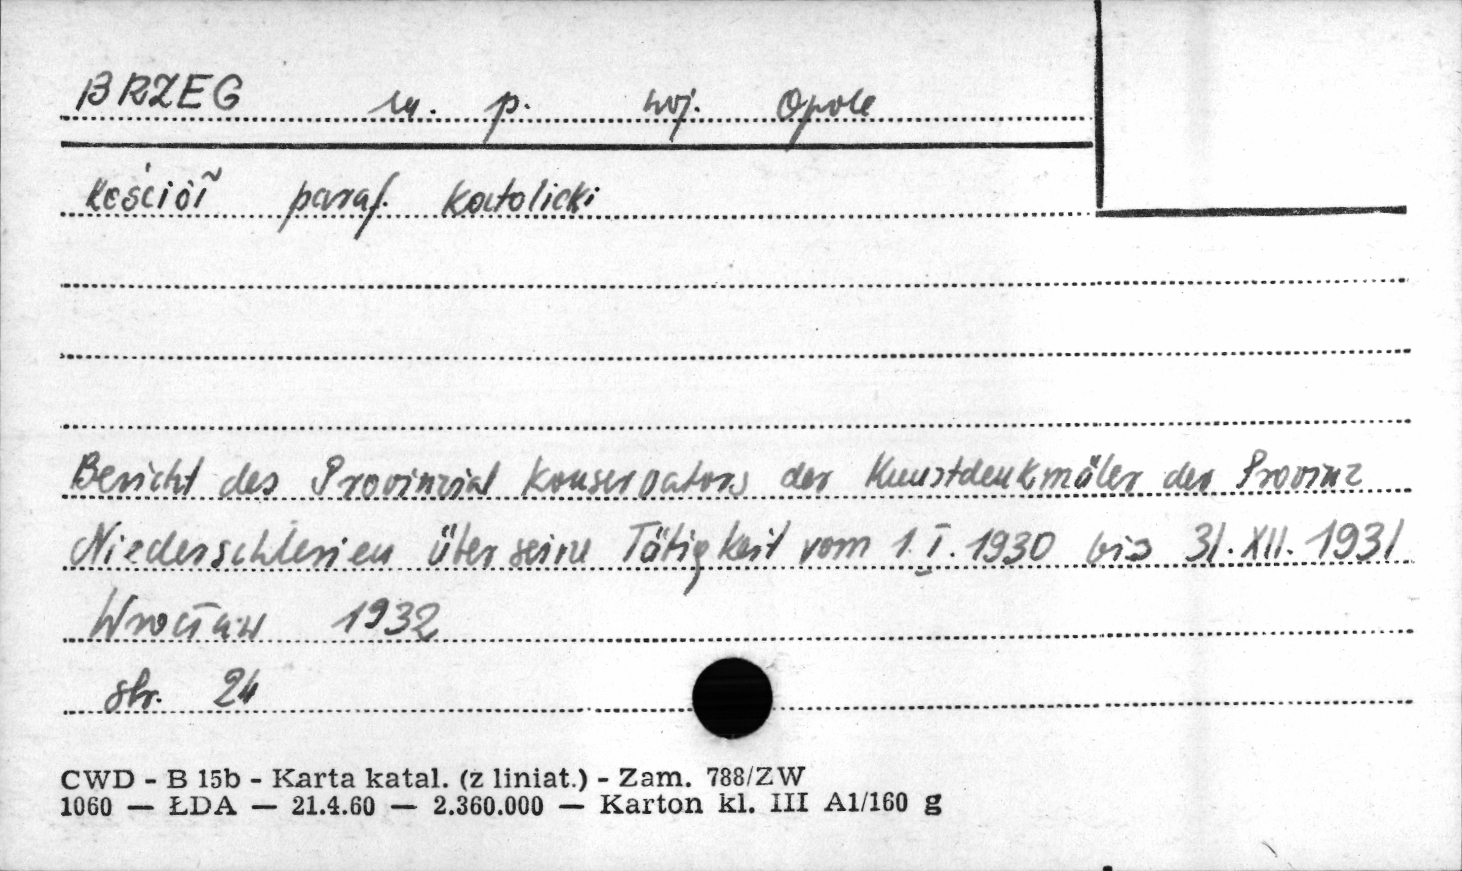 BRZEG m. p. woj. Opole
Kościół paraf. katolicki
Bericht des Provinzial Konservators der Kunstdenkmäler der Provinz
Niederschlesien über seine Tätigkeit vom 1.I.1930 bis 31.XII.1931
Wrocław 1932
str. 24
CWD - B 15b - Karta katal. (z liniat.) - Zam. 788/ZW
1060 — ŁDA — 21.4.60 — 2.360.000 — Karton kl. III A1/160 g